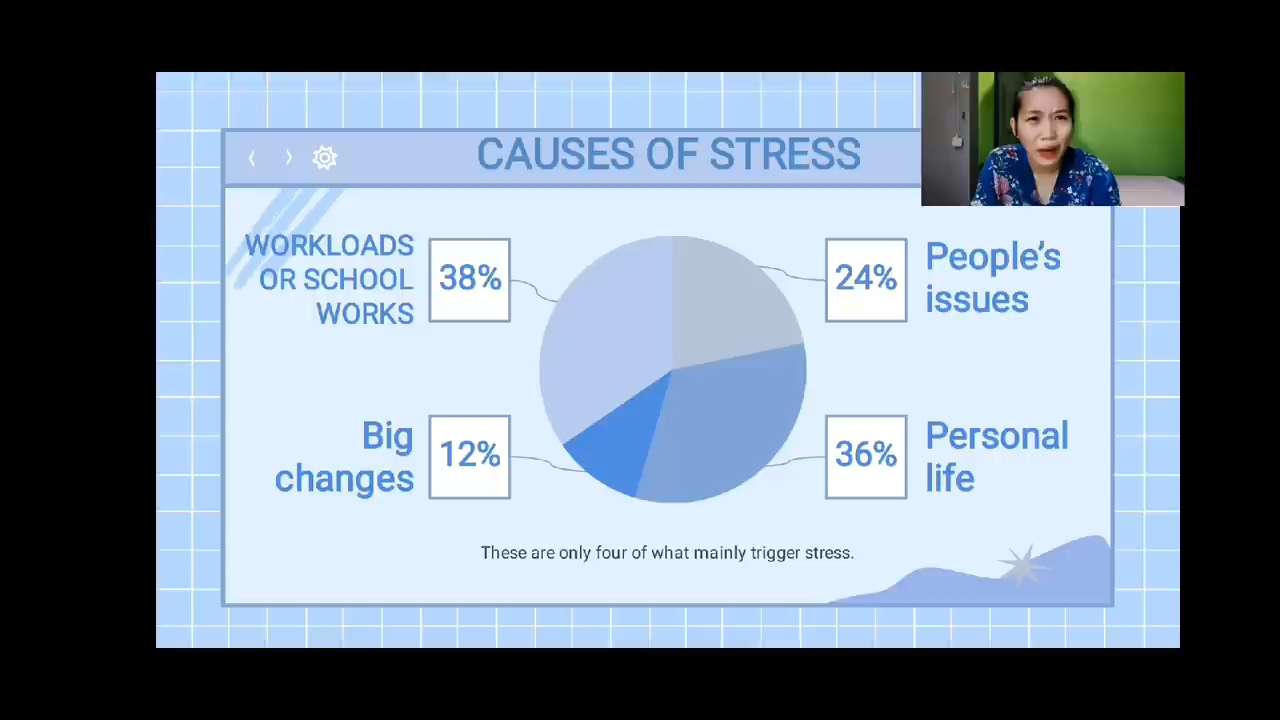 CAUSES OF STRESS
WORKLOADS
OR SCHOOL
WORKS
38%
24%
People's
issues
Big
changes
12%
36%
Personal
life
These are only four of what mainly trigger stress.